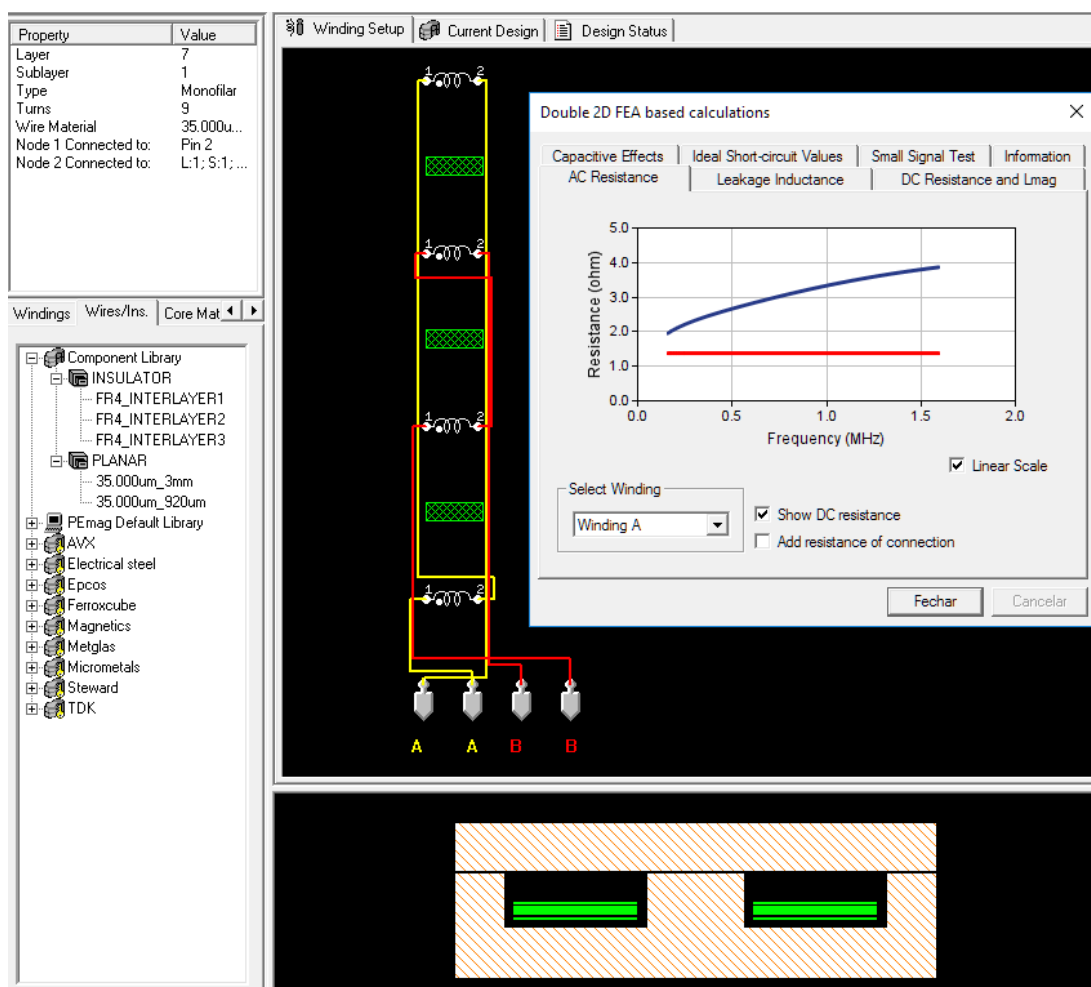 Property Value
Layer 7
Sublayer 1
Type Monofilar
Turns 9
Wire Material 35.000u...
Node 1 Connected to: Pin 2
Node 2 Connected to: L:1; S:1; ...
Windings Wires/Ins. Core Mat
Component Library
INSULATOR
FR4_INTERLAYER1
FR4_INTERLAYER2
FR4_INTERLAYER3
PLANAR
35.000um_3mm
35.000um_920um
PEmag Default Library
AVX
Electrical steel
Epcos
Ferroxcube
Magnetics
Metglas
Micrometals
Steward
TDK
Winding Setup Current Design Design Status
1 2
1 2
1 2
1 2
A A B B
Double 2D FEA based calculations
Capacitive Effects Ideal Short-circuit Values Small Signal Test Information
AC Resistance Leakage Inductance DC Resistance and Lmag
Resistance (ohm)
5.0
4.0
3.0
2.0
1.0
0.0
0.0 0.5 1.0 1.5 2.0
Frequency (MHz)
Linear Scale
Select Winding
Winding A
Show DC resistance
Add resistance of connection
Fechar Cancelar